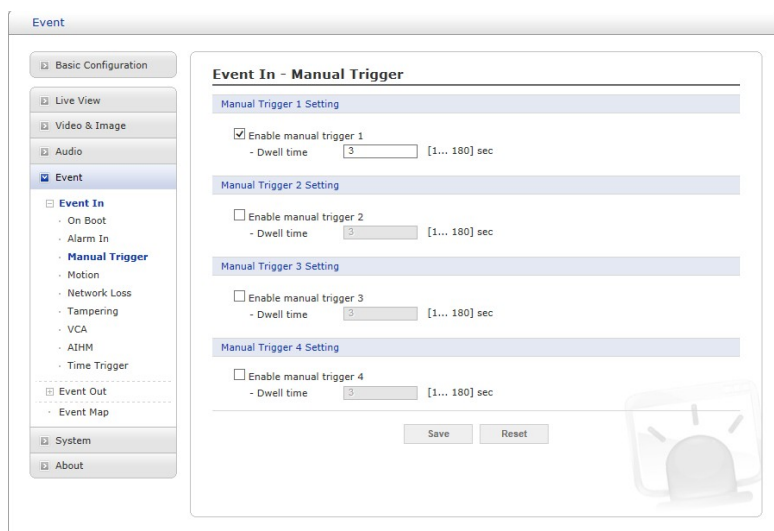 Event
Basic Configuration
Live View
Video & Image
Audio
Event
Event In
On Boot
Alarm In
Manual Trigger
Motion
Network Loss
Tampering
VCA
AIHM
Time Trigger
Event Out
Event Map
System
About
Event In - Manual Trigger
Manual Trigger 1 Setting
Enable manual trigger 1
- Dwell time 3 [1... 180] sec
Manual Trigger 2 Setting
Enable manual trigger 2
- Dwell time 3 [1... 180] sec
Manual Trigger 3 Setting
Enable manual trigger 3
- Dwell time 3 [1... 180] sec
Manual Trigger 4 Setting
Enable manual trigger 4
- Dwell time 3 [1... 180] sec
Save Reset